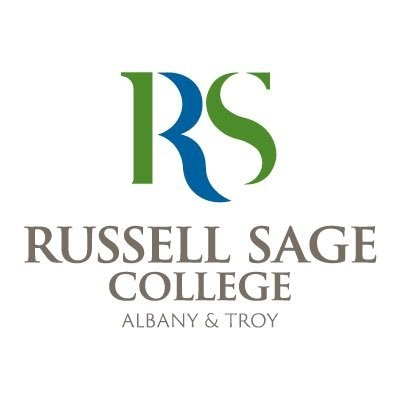 RS
RUSSELL SAGE
COLLEGE
ALBANY & TROY